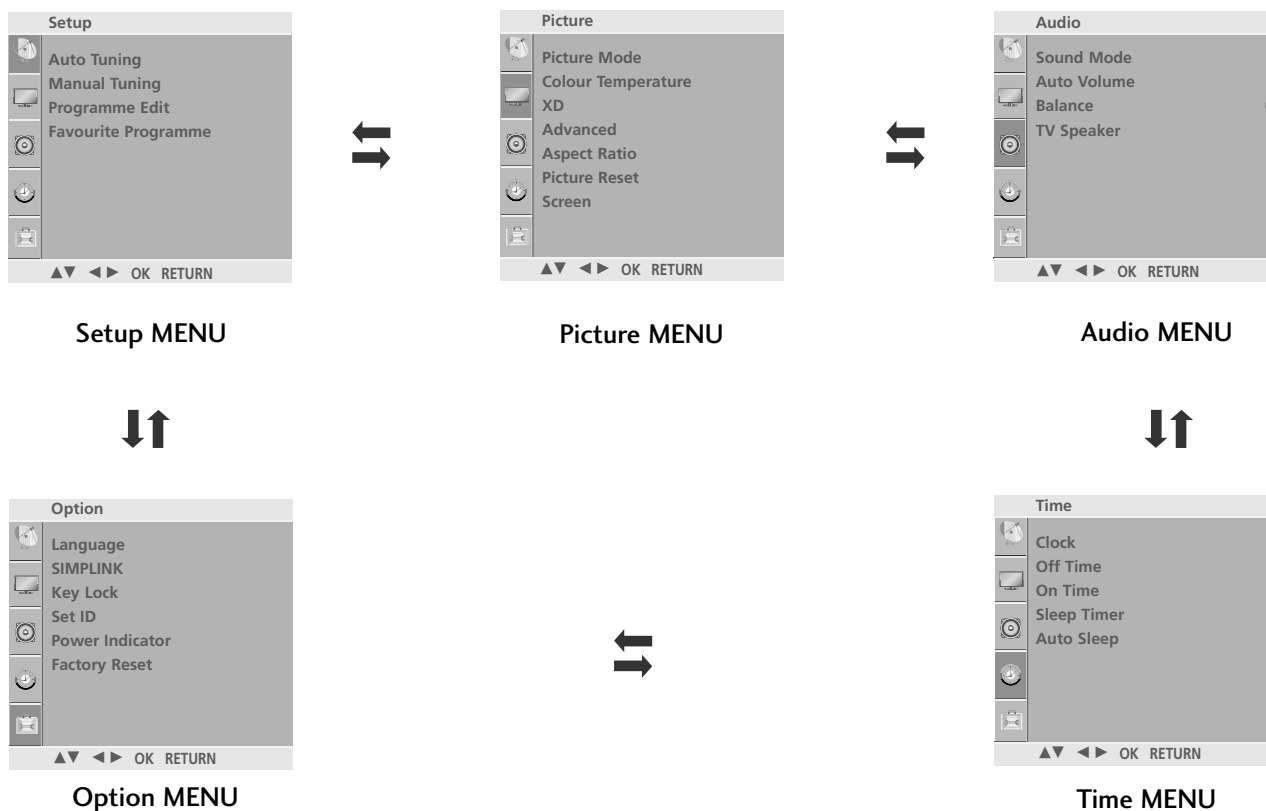 Setup
Auto Tuning
Manual Tuning
Programme Edit
Favourite Programme
▲▼ ◄► OK RETURN
Setup MENU
Picture
Picture Mode
Colour Temperature
XD
Advanced
Aspect Ratio
Picture Reset
Screen
▲▼ ◄► OK RETURN
Picture MENU
Audio
Sound Mode
Auto Volume
Balance
TV Speaker
▲▼ ◄► OK RETURN
Audio MENU
Option
Language
SIMPLINK
Key Lock
Set ID
Power Indicator
Factory Reset
▲▼ ◄► OK RETURN
Option MENU
Time
Clock
Off Time
On Time
Sleep Timer
Auto Sleep
▲▼ ◄► OK RETURN
Time MENU